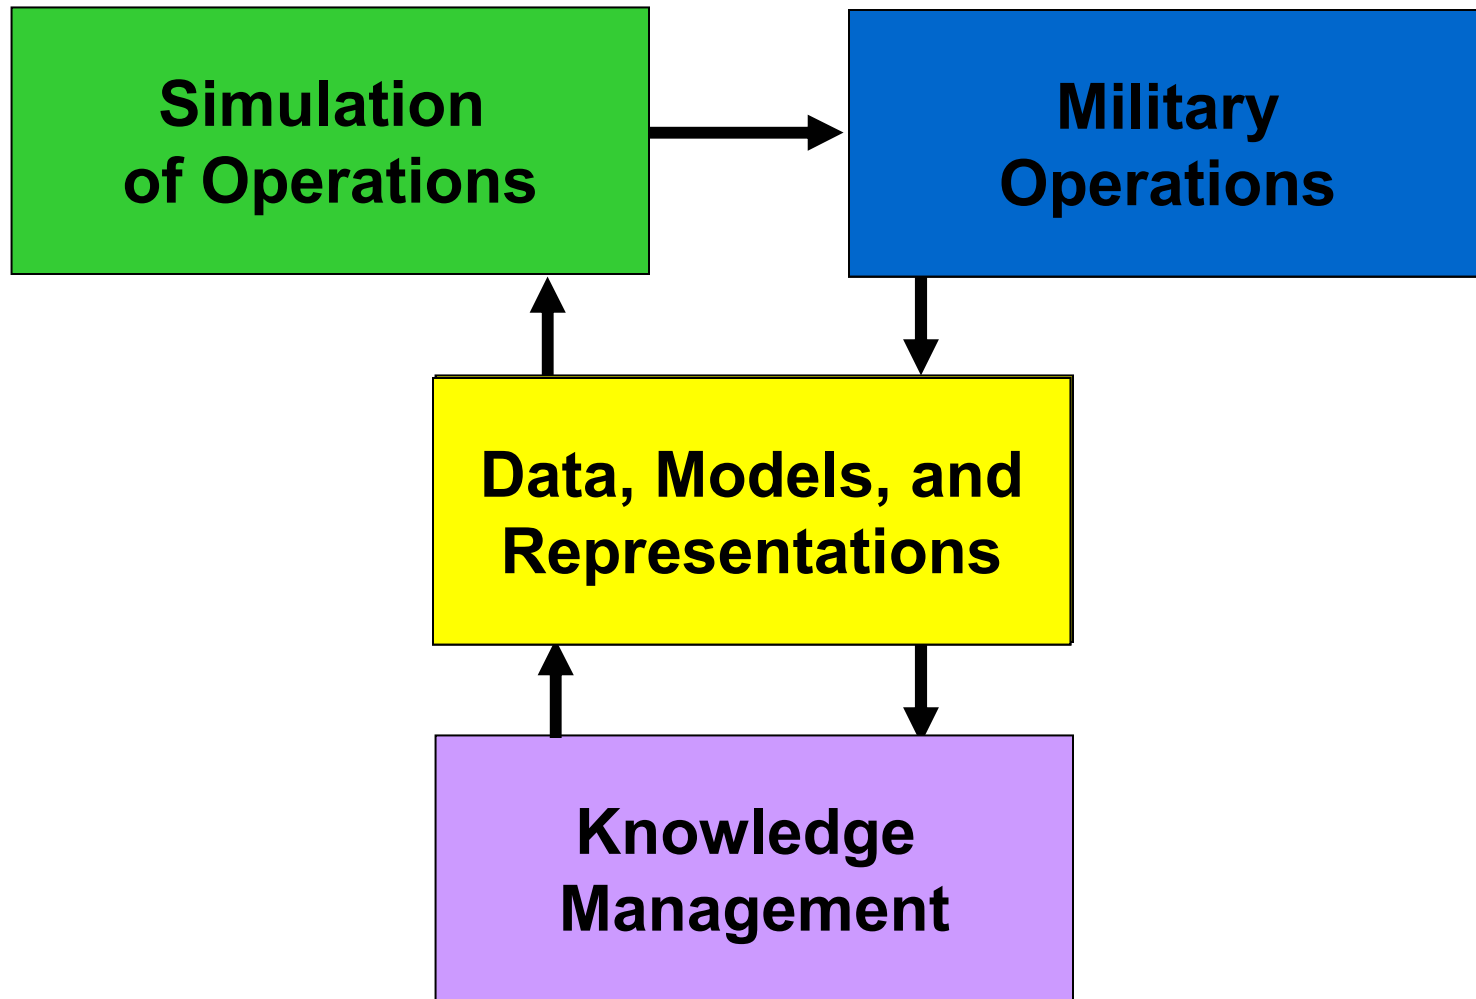 Simulation
of Operations
Military
Operations
Data, Models, and
Representations
Knowledge
Management